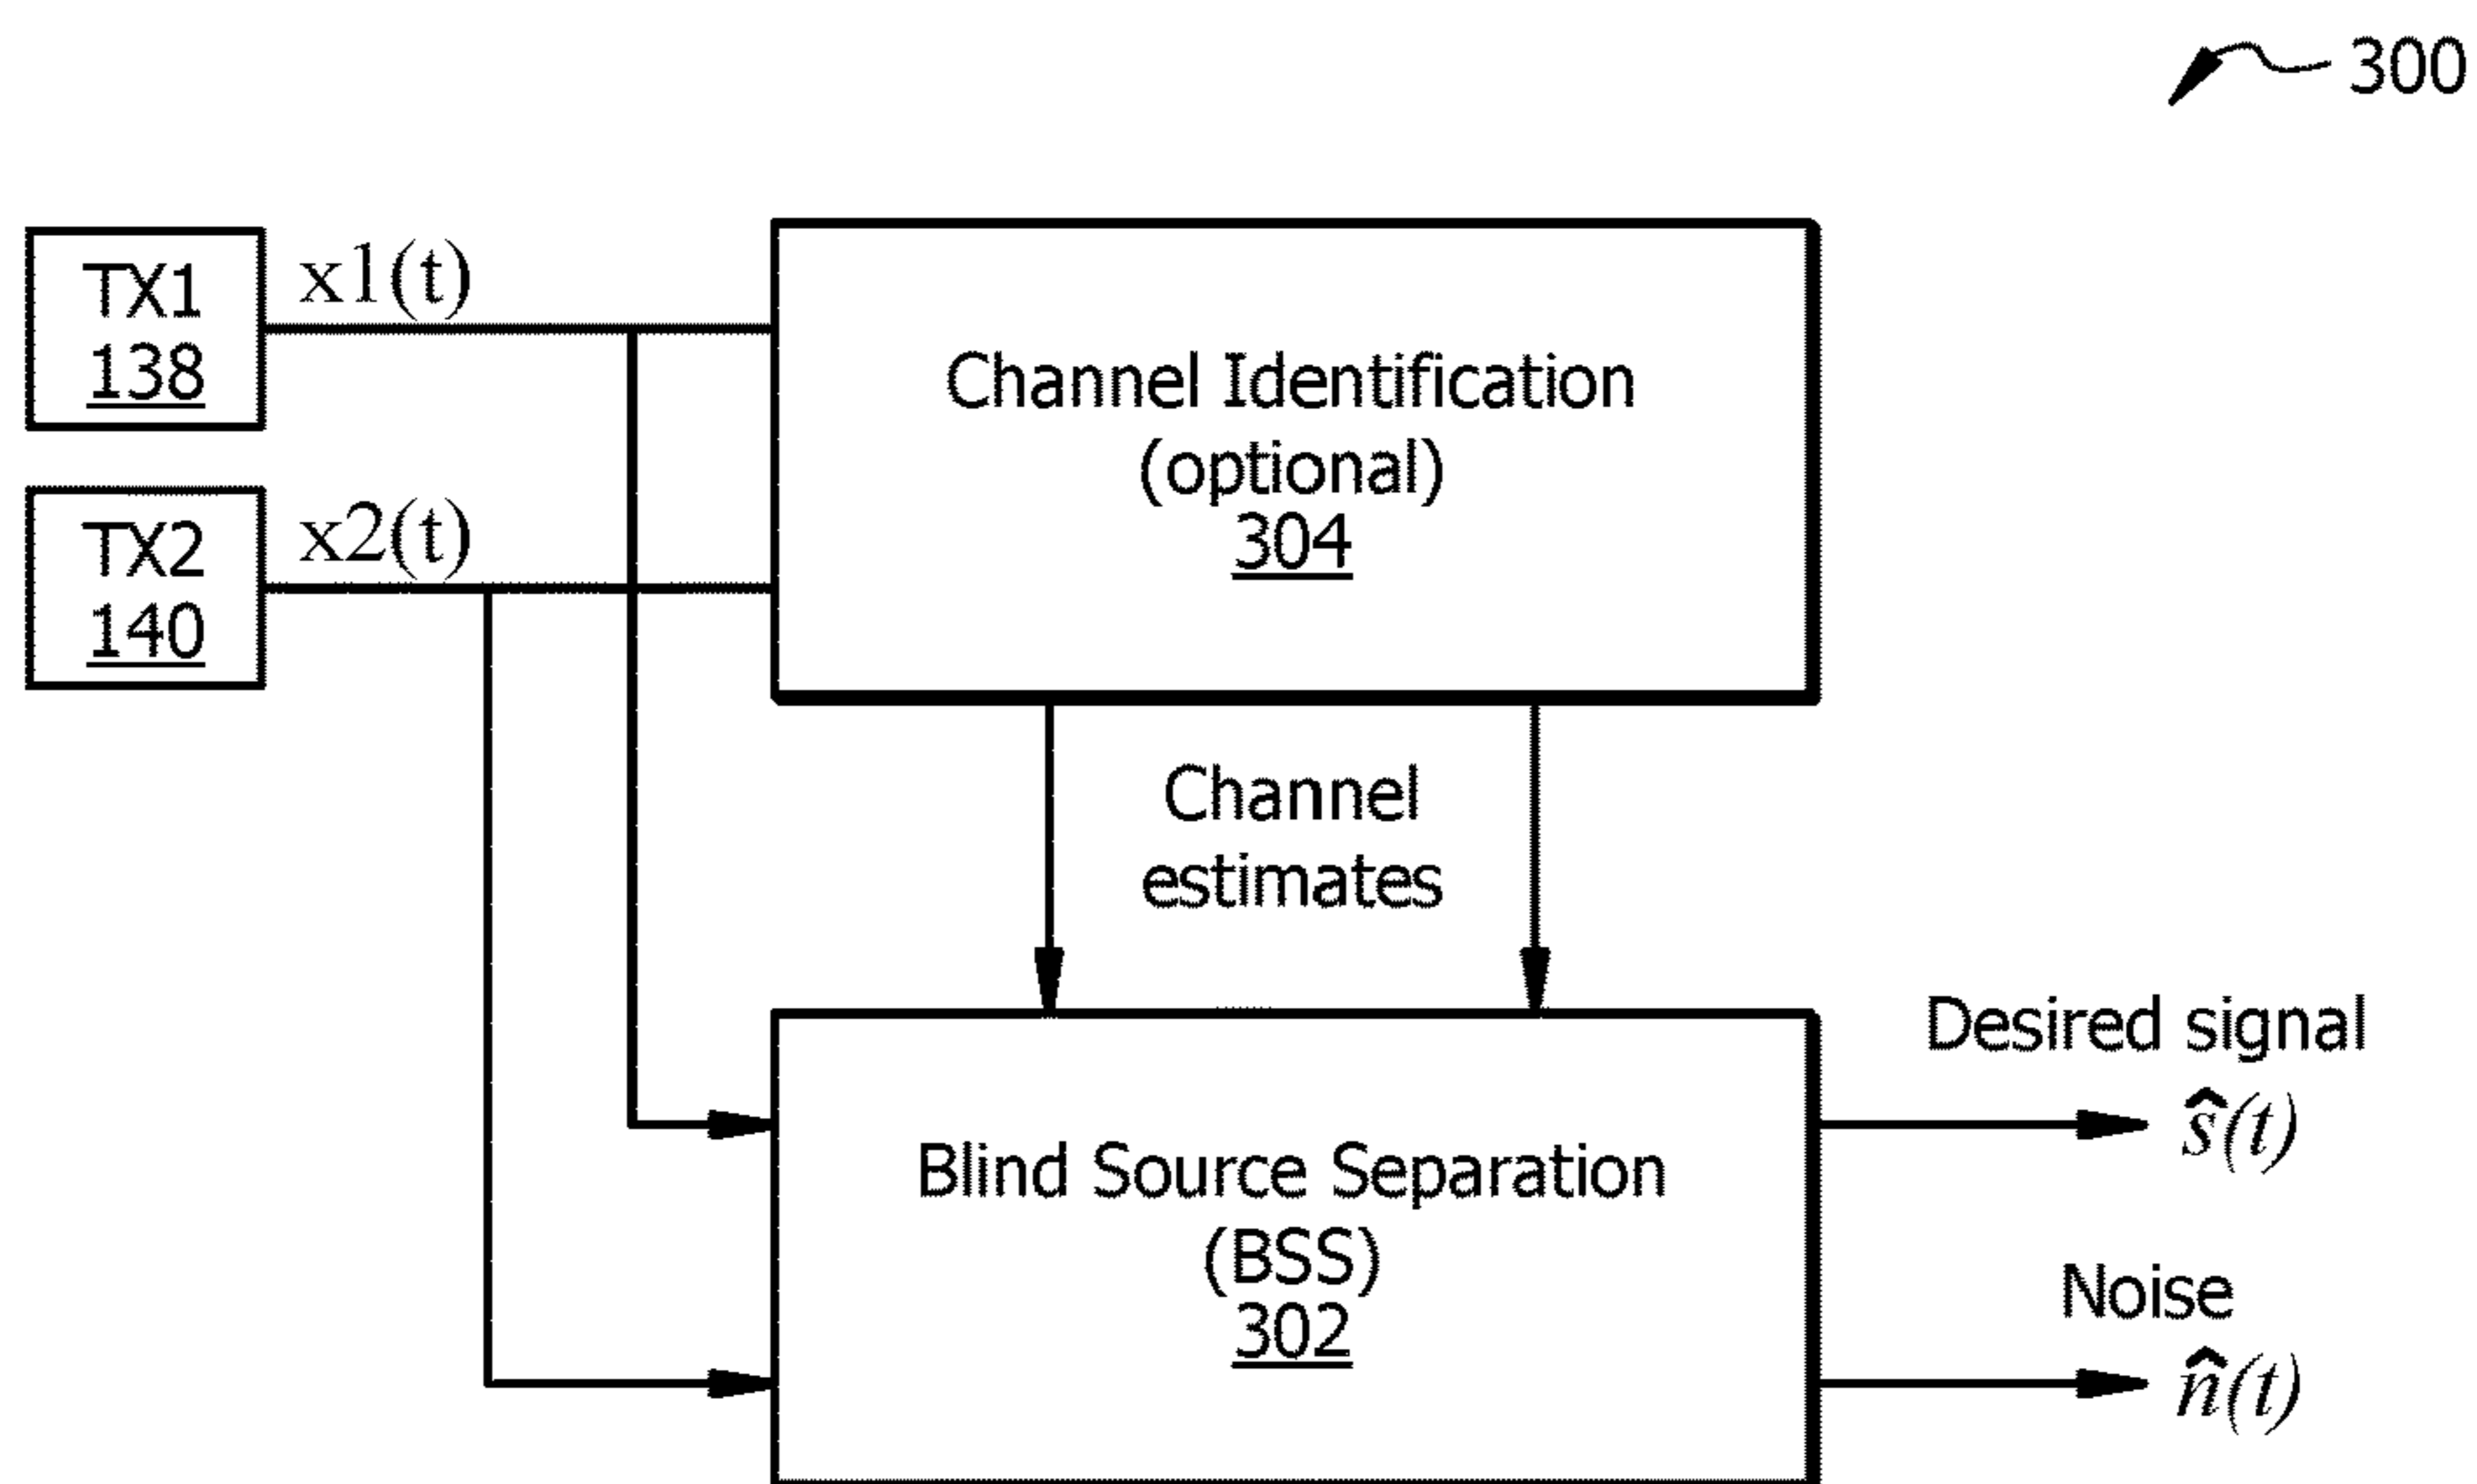 300
TX1
138
x1(t)
TX2
140
x2(t)
Channel Identification
(optional)
304
Channel
estimates
Blind Source Separation
(BSS)
302
Desired signal
ŝ(t)
Noise
n̂(t)